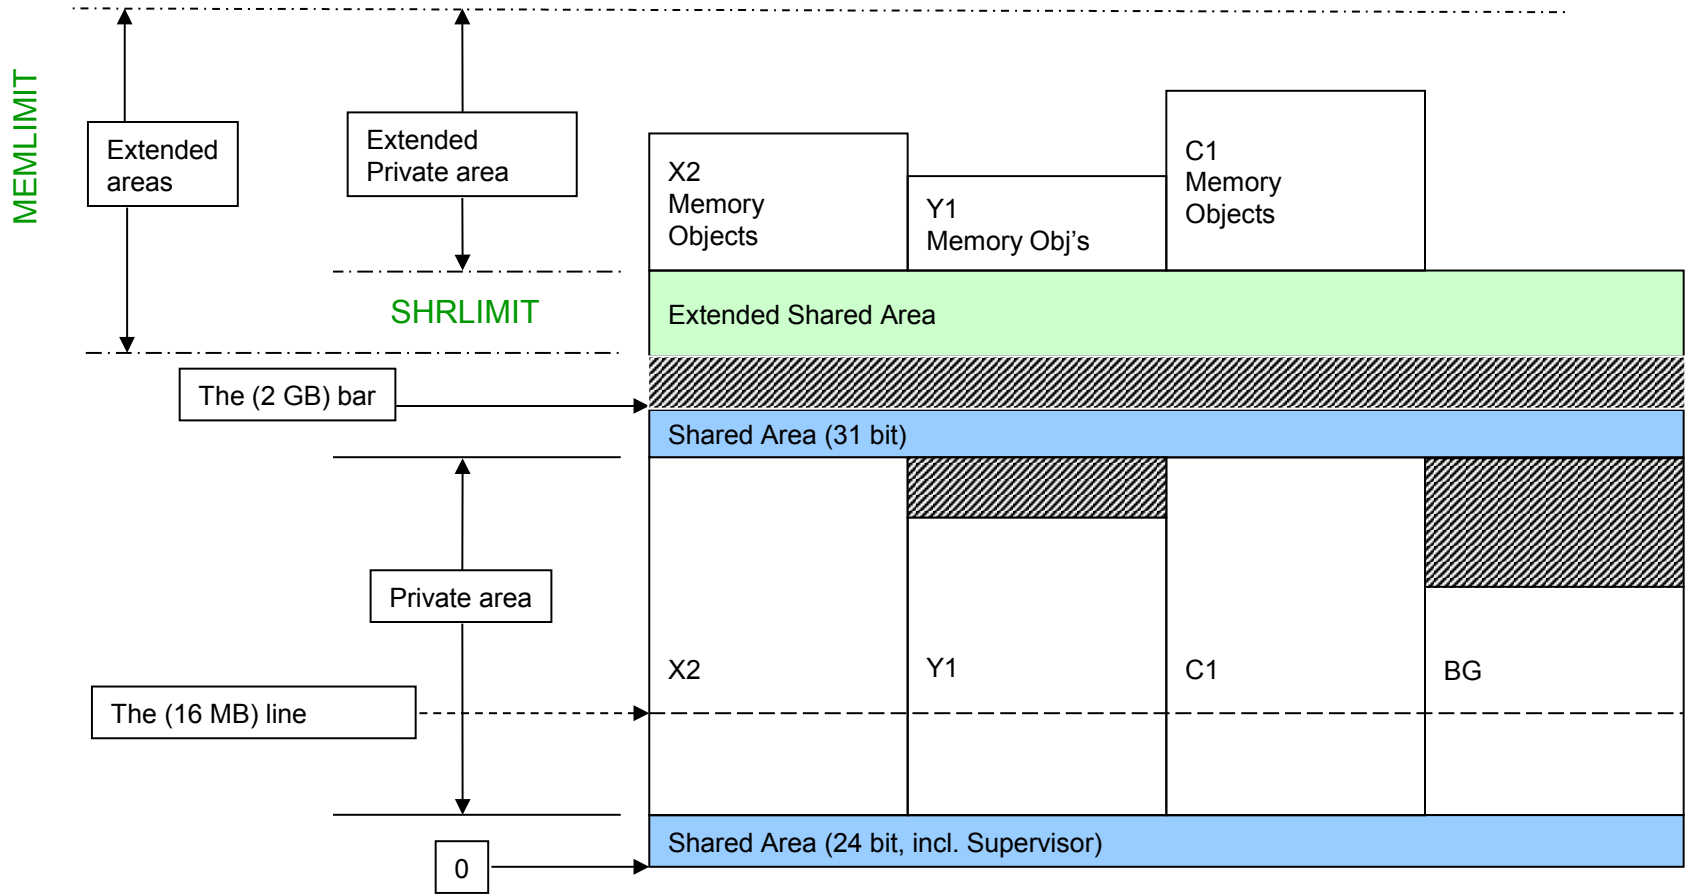 MEMLIMIT
Extended
areas
Extended
Private area
X2
Memory
Objects
Y1
Memory Obj’s
C1
Memory
Objects
SHRLIMIT
Extended Shared Area
The (2 GB) bar
Shared Area (31 bit)
Private area
X2
Y1
C1
BG
The (16 MB) line
Shared Area (24 bit, incl. Supervisor)
0